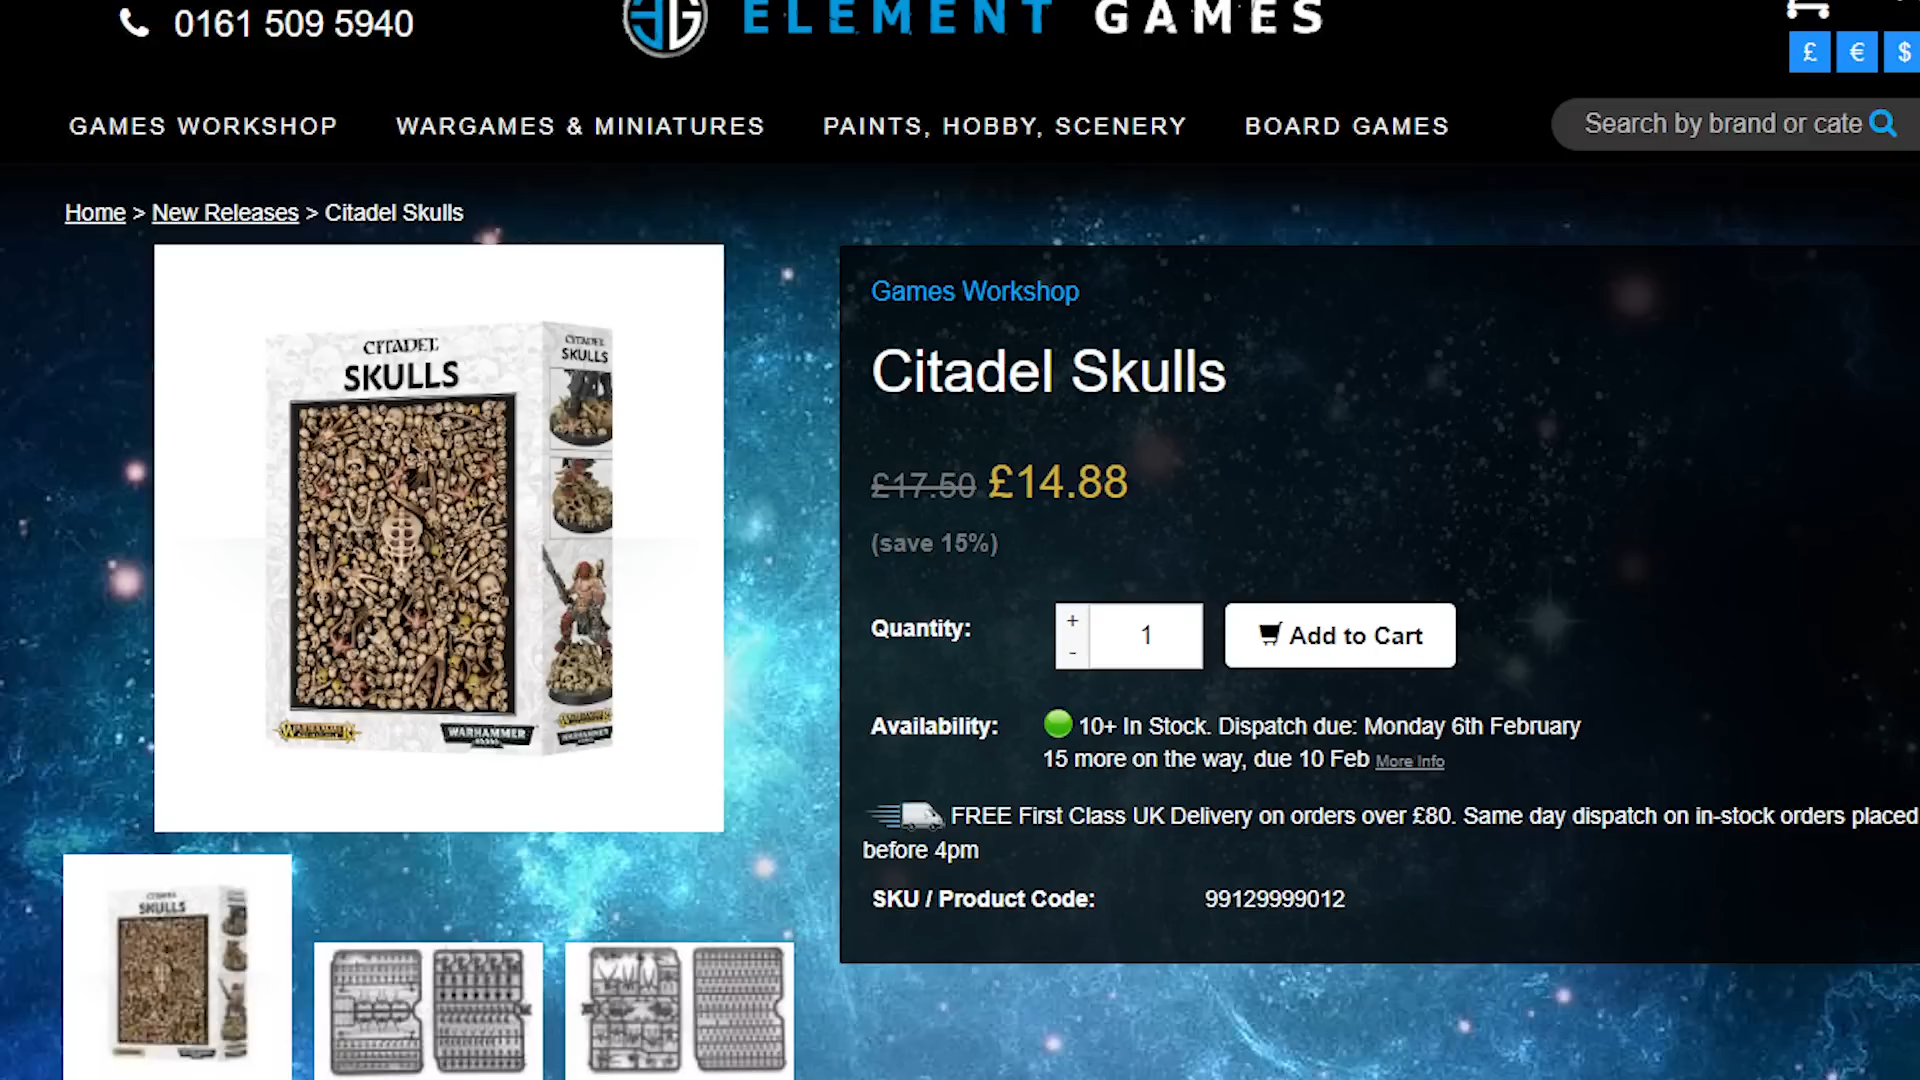 0161 509 5940
ELEMENT GAMES
£ € $
GAMES WORKSHOP
WARGAMES & MINIATURES
PAINTS, HOBBY, SCENERY
BOARD GAMES
Search by brand or cate
Home > New Releases > Citadel Skulls
CITADEL
SKULLS
CITADEL
SKULLS
WARHAMMER
Games Workshop
Citadel Skulls
£17.50 £14.88
(save 15%)
Quantity:
+
-
1
Add to Cart
Availability:
10+ In Stock. Dispatch due: Monday 6th February
15 more on the way, due 10 Feb More Info
FREE First Class UK Delivery on orders over £80. Same day dispatch on in-stock orders placed
before 4pm
SKU / Product Code:
99129999012
CITADEL
SKULLS